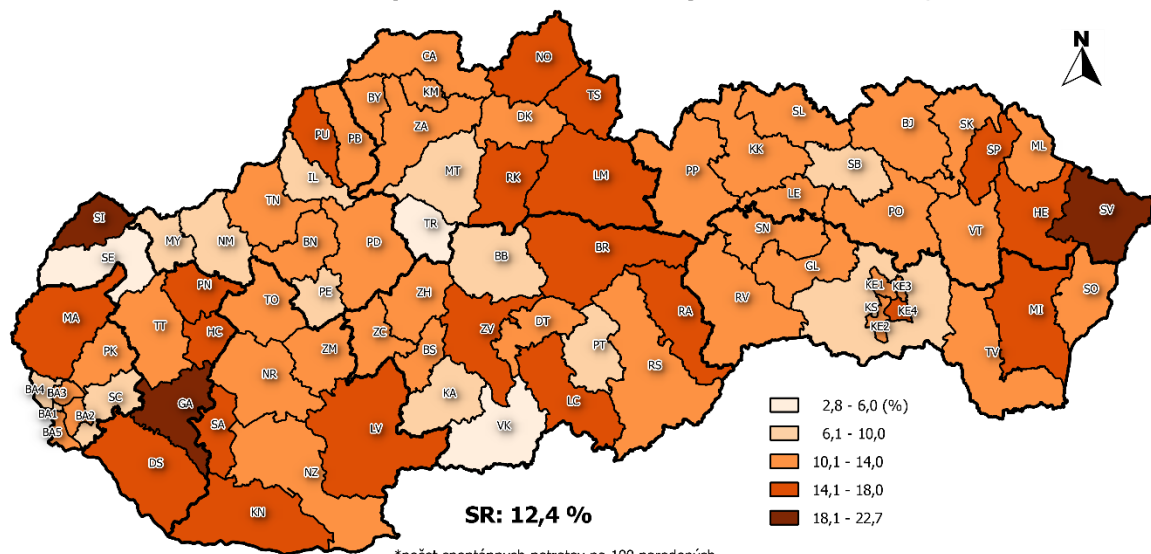 N
CA
NO
BY
KM
TS
PU
PB
ZA
DK
SL
BJ
SK
SP
ML
KK
SB
IL
MT
RK
LM
PP
LE
PO
HE
SV
TN
SI
TR
BR
SN
VT
MY
NM
BN
PD
BB
SE
GL
KE1
KE3
SO
PN
TO
PE
ZH
RV
KS
KE4
MI
MA
TT
HC
ZC
ZV
DT
RA
KE2
PK
ZM
BS
PT
RS
TV
BA4
BA3
SC
GA
NR
KA
LC
BA1
BA2
BA5
SA
LV
VK
DS
NZ
KN
2,8 - 6,0 (%)
6,1 - 10,0
10,1 - 14,0
14,1 - 18,0
18,1 - 22,7
SR: 12,4 %